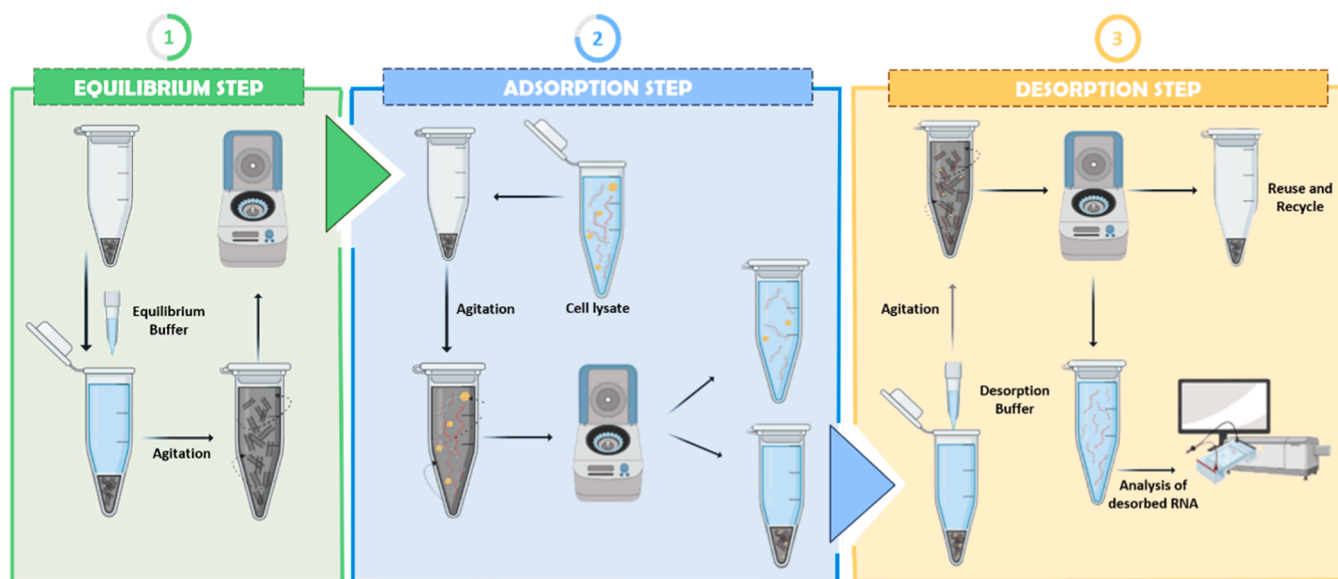 1
EQUILIBRIUM STEP
Equilibrium
Buffer
Agitation
2
ADSORPTION STEP
Agitation
Cell lysate
3
DESORPTION STEP
Reuse and
Recycle
Agitation
Desorption
Buffer
Analysis of
desorbed RNA